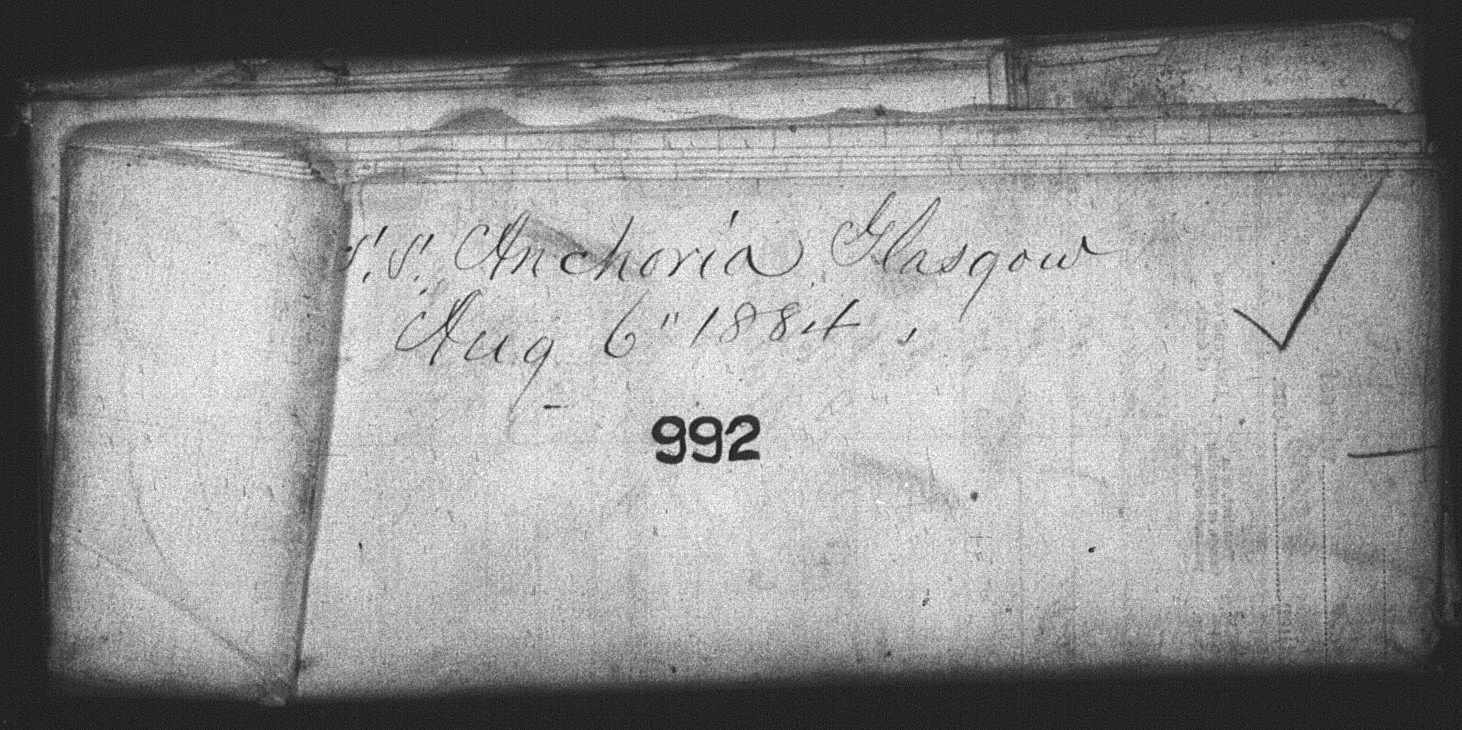 S.S. Anchoria Glasgow
Aug 6" 1884
992